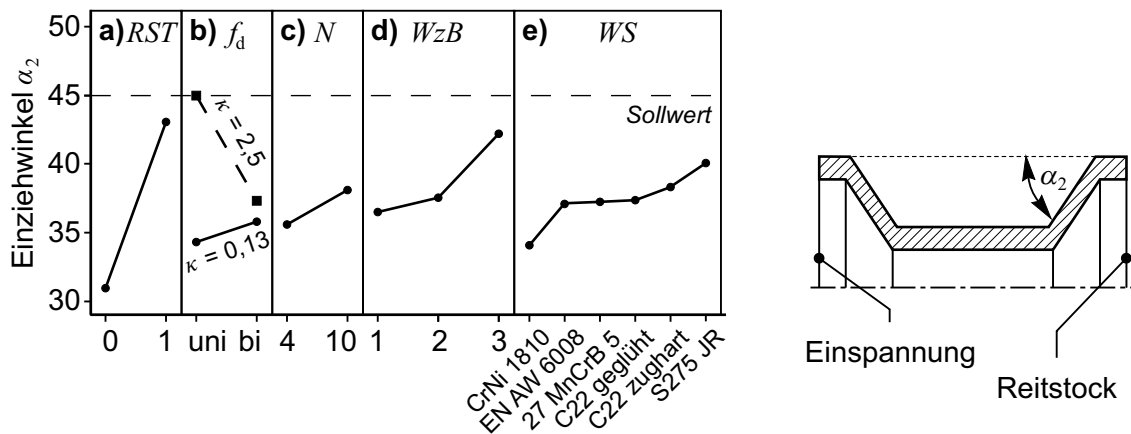 Einziehwinkel α₂
50
45
40
35
30
a) RST
b) f_d
c) N
d) WzB
e) WS
κ = 2,5
κ = 0,13
Sollwert
0 1
uni bi
4 10
1 2 3
CrNi 1810
EN AW 6008
27 MnCrB 5
C22 geglüht
C22 zughart
S275 JR
α₂
Einspannung
Reitstock